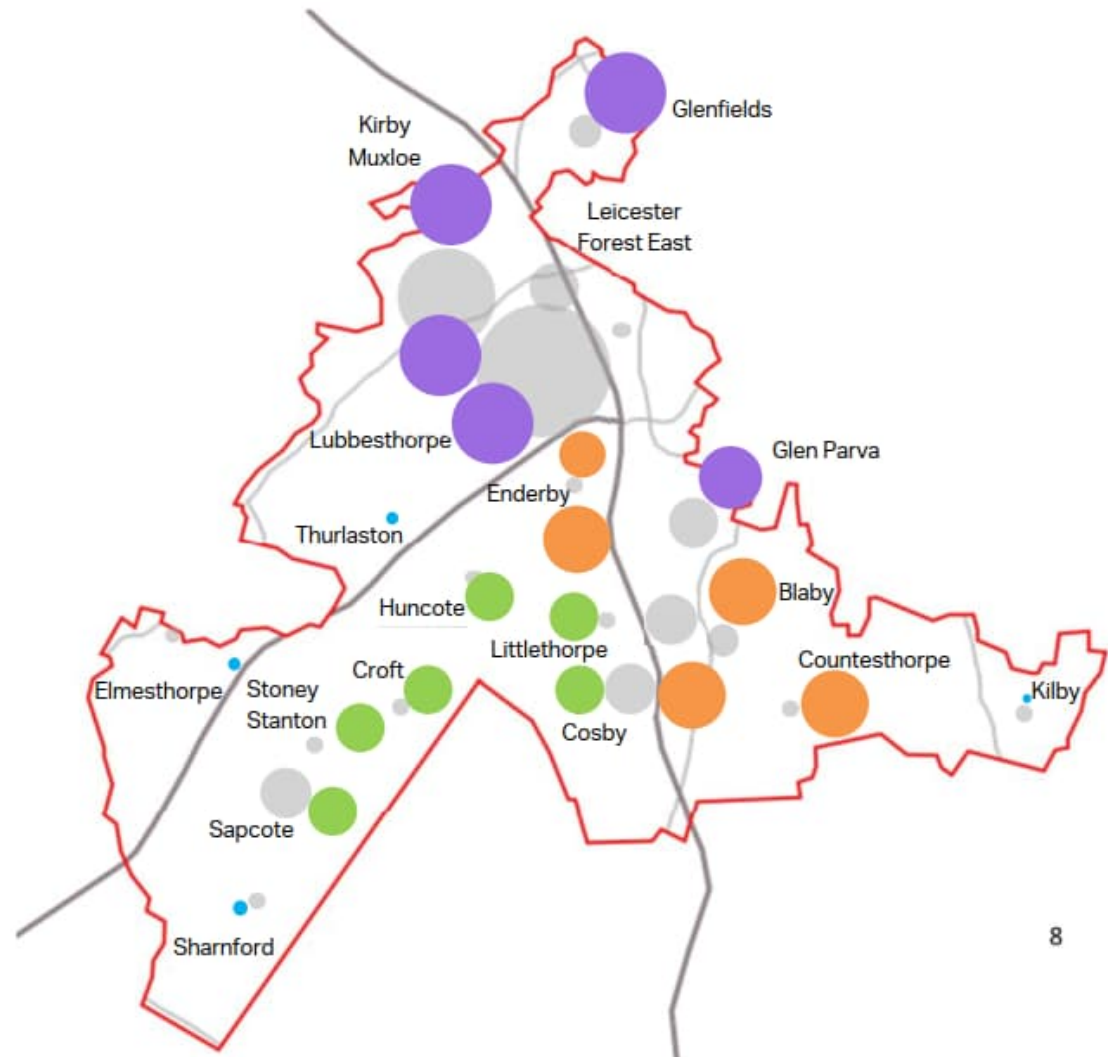 Glenfields
Kirby
Muxloe
Leicester
Forest East
Lubbesthorpe
Glen Parva
Enderby
Thurlaston
Blaby
Huncote
Littlethorpe
Countesthorpe
Croft
Elmesthorpe
Stoney
Stanton
Kilby
Cosby
Sapcote
Sharnford
8